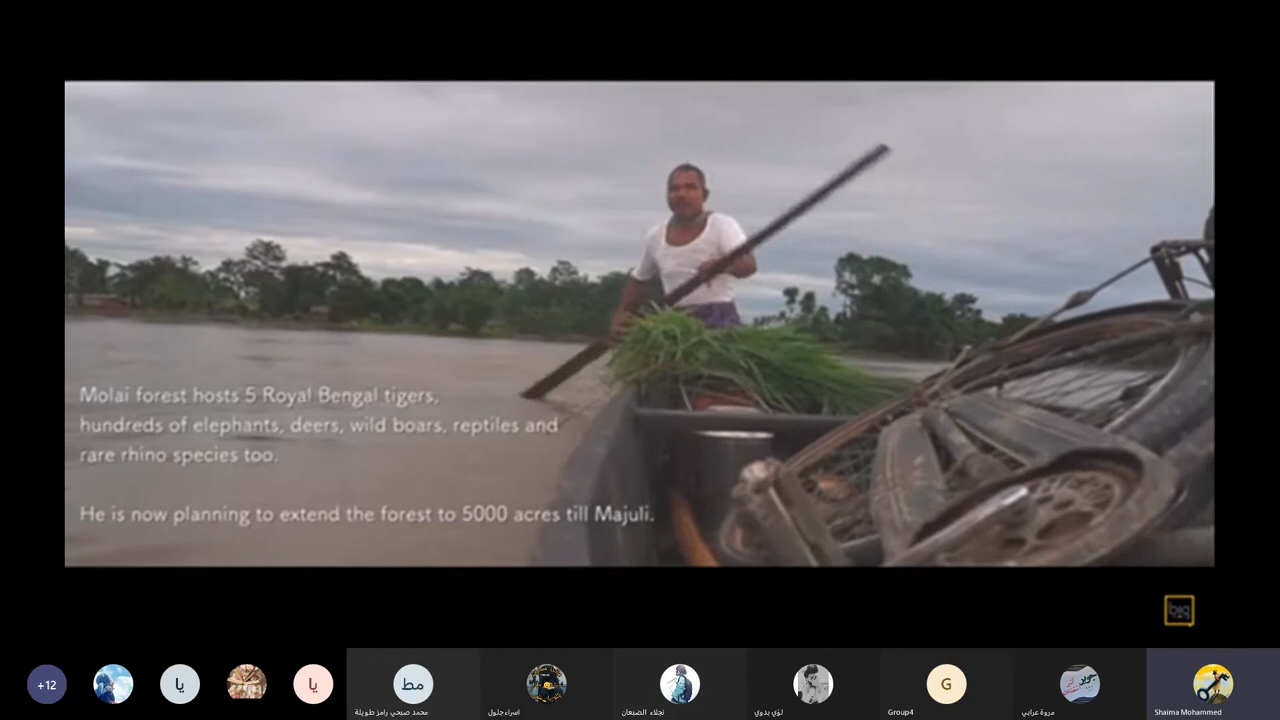 Molai forest hosts 5 Royal Bengal tigers,
hundreds of elephants, deers, wild boars, reptiles and
rare rhino species too.
He is now planning to extend the forest to 5000 acres till Majuli.
big
+12
يا
يا
مط
G
محمد صبحي رامز طويلة
اسراء جلول
نجلاء الضبعان
لؤي بدوي
Group4
مروة عرابي
Shaima Mohammed